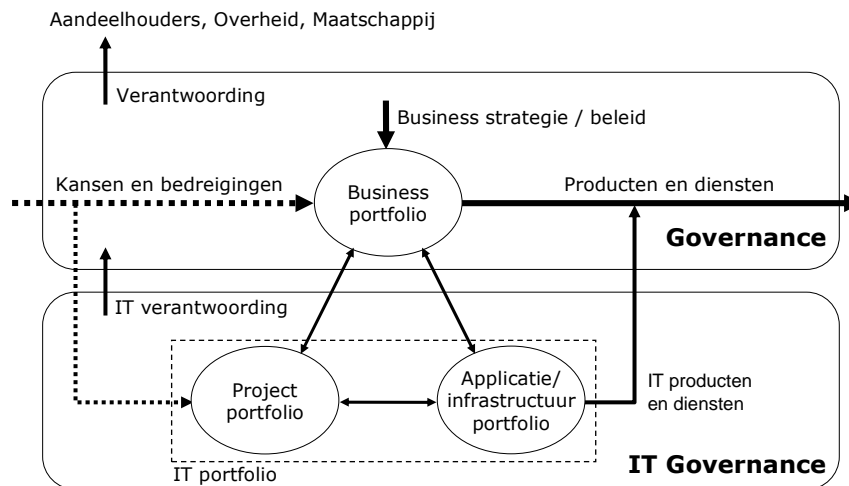 Aandeelhouders, Overheid, Maatschappij
Verantwoording
Business strategie / beleid
Kansen en bedreigingen
Business
portfolio
Producten en diensten
Governance
IT verantwoording
Project
portfolio
Applicatie/
infrastructuur
portfolio
IT producten
en diensten
IT portfolio
IT Governance